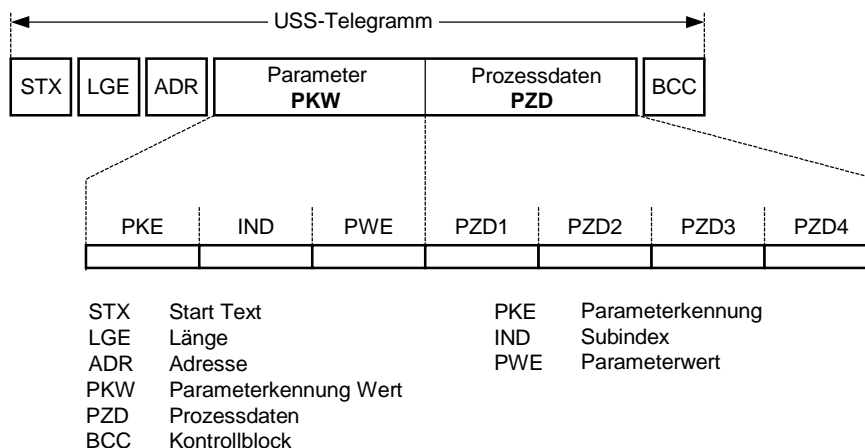 USS-Telegramm
STX LGE ADR Parameter PKW Prozessdaten PZD BCC
PKE IND PWE PZD1 PZD2 PZD3 PZD4
STX Start Text
LGE Länge
ADR Adresse
PKW Parameterkennung Wert
PZD Prozessdaten
BCC Kontrollblock
PKE Parameterkennung
IND Subindex
PWE Parameterwert